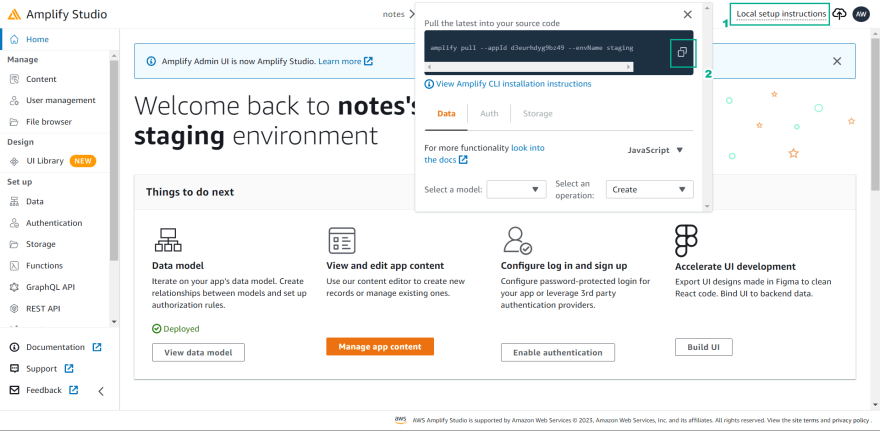 Amplify Studio
notes
Local setup instructions
AW
1
Pull the latest into your source code
amplify pull --appId d3eurhdyg9bz49 --envName staging
2
View Amplify CLI installation instructions
Data
Auth
Storage
For more functionality look into
the docs
JavaScript
Select a model:
Select an
operation:
Create
Home
Manage
Content
User management
File browser
Design
UI Library
NEW
Set up
Data
Authentication
Storage
Functions
GraphQL API
REST API
Documentation
Support
Feedback
Amplify Admin UI is now Amplify Studio. Learn more
Welcome back to notes's
staging environment
Things to do next
Data model
Iterate on your app's data model. Create
relationships between models and set up
authorization rules.
Deployed
View data model
View and edit app content
Use our content editor to create new
records or manage existing ones.
Manage app content
Configure log in and sign up
Configure password-protected login for
your app or leverage 3rd party
authentication providers.
Enable authentication
Accelerate UI development
Export UI designs made in Figma to clean
React code. Bind UI to backend data.
Build UI
aws
AWS Amplify Studio is supported by Amazon Web Services © 2023, Amazon Web Services, Inc. and its affiliates. All rights reserved. View the site terms and privacy policy.